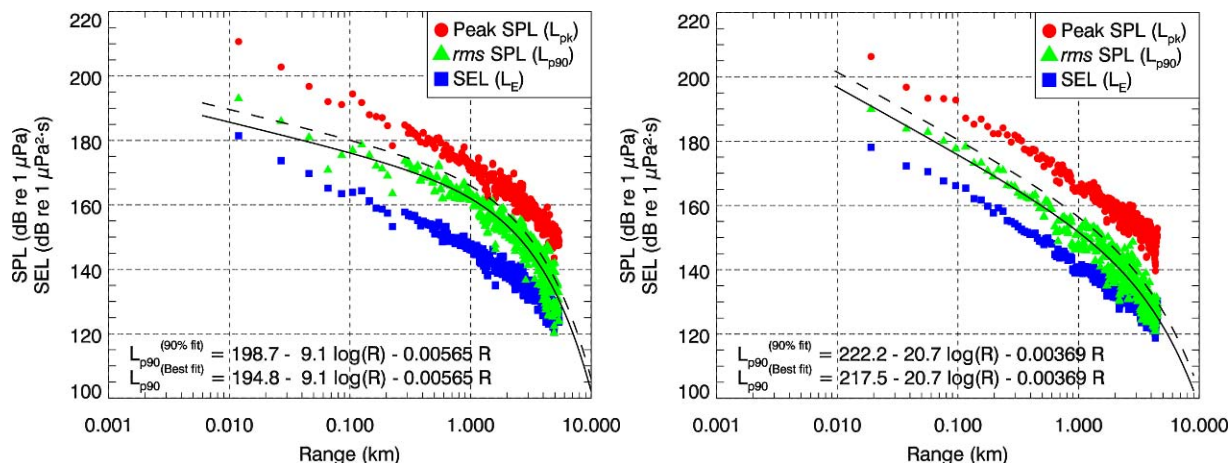 220
200
180
160
140
120
100
SPL (dB re 1 µPa)
SEL (dB re 1 µPa²·s)
Peak SPL (Lpk)
rms SPL (Lp90)
SEL (LE)
Lp90(90% fit) = 198.7 - 9.1 log(R) - 0.00565 R
Lp90(Best fit) = 194.8 - 9.1 log(R) - 0.00565 R
0.001 0.010 0.100 1.000 10.000
Range (km)
220
200
180
160
140
120
100
SPL (dB re 1 µPa)
SEL (dB re 1 µPa²·s)
Peak SPL (Lpk)
rms SPL (Lp90)
SEL (LE)
Lp90(90% fit) = 222.2 - 20.7 log(R) - 0.00369 R
Lp90(Best fit) = 217.5 - 20.7 log(R) - 0.00369 R
0.001 0.010 0.100 1.000 10.000
Range (km)